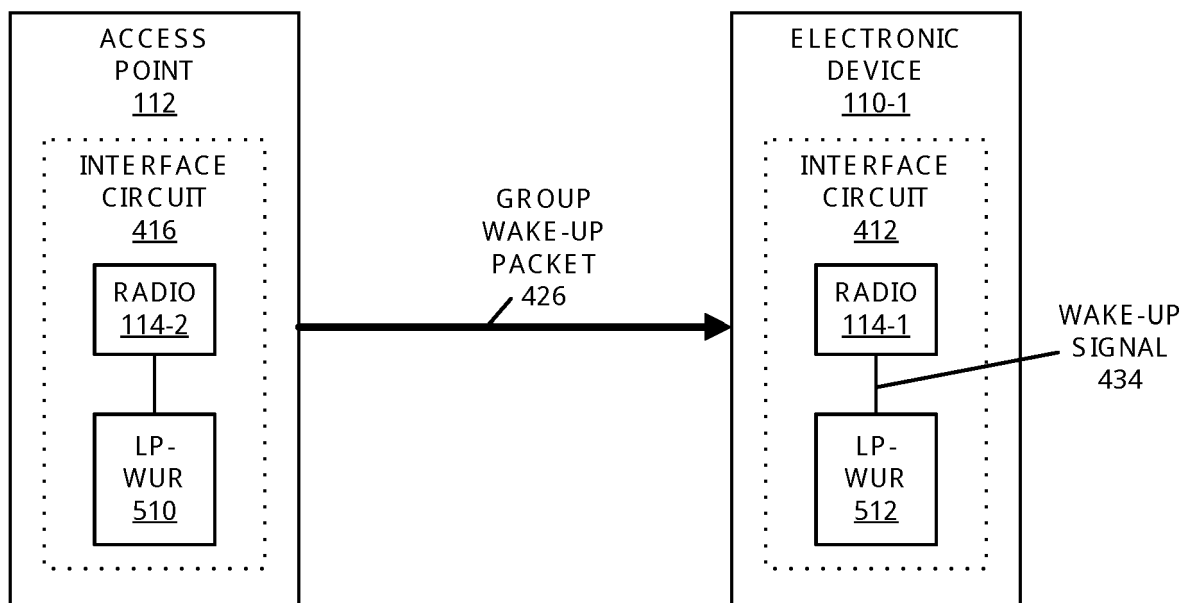 ACCESS
POINT
112
INTERFACE
CIRCUIT
416
RADIO
114-2
LP-
WUR
510
GROUP
WAKE-UP
PACKET
426
ELECTRONIC
DEVICE
110-1
INTERFACE
CIRCUIT
412
RADIO
114-1
LP-
WUR
512
WAKE-UP
SIGNAL
434